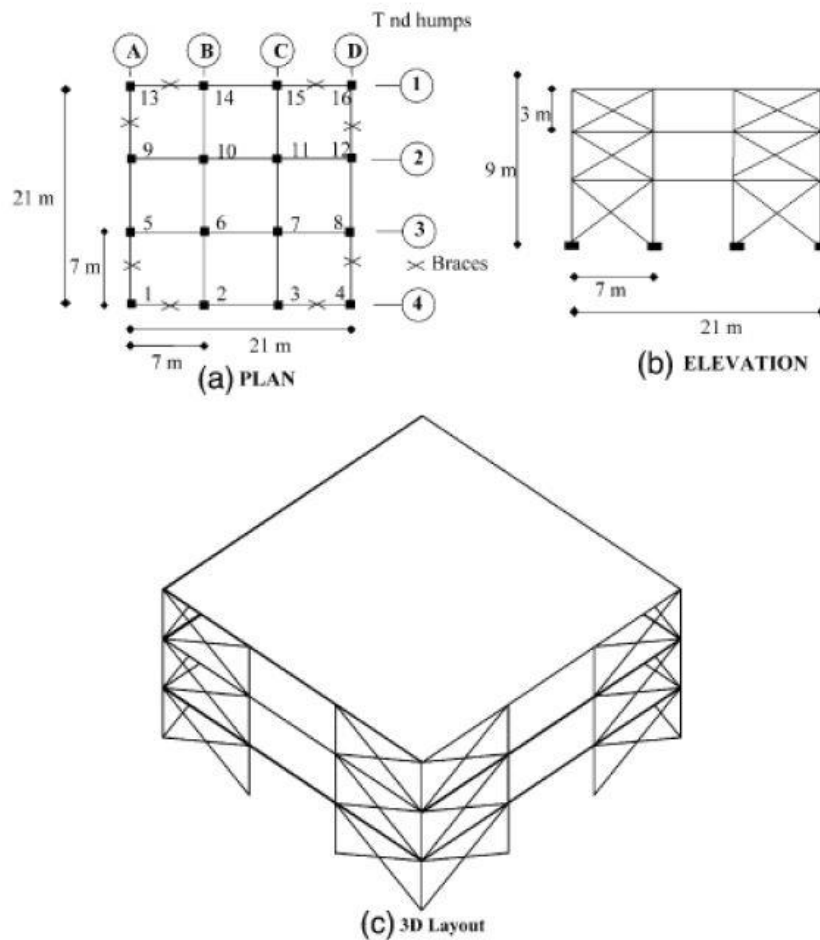 T nd humps
A B C D
13 14 15 16 1
9 10 11 12 2
21 m
5 6 7 8 3
7 m
Braces
1 2 3 4 4
21 m
7 m
(a) PLAN
3 m
9 m
7 m
21 m
(b) ELEVATION
(c) 3D Layout